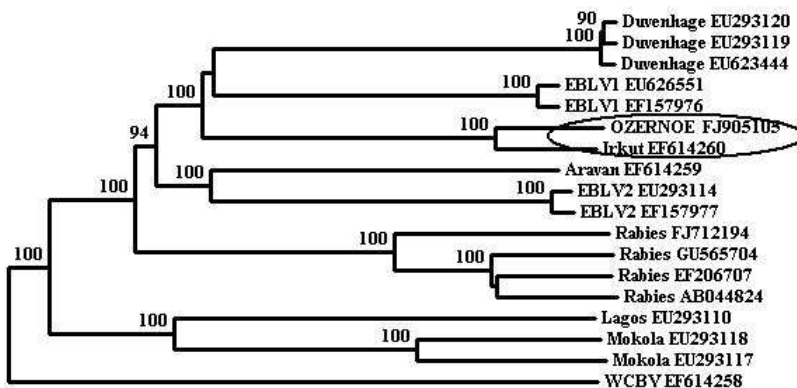 90
Duvenhage EU293120
100
Duvenhage EU293119
Duvenhage EU623444
100
EBLV1 EU626551
100
EBLV1 EF157976
OZERNOE FJ905105
100
Irkut EF614260
94
Aravan EF614259
100
100
EBLV2 EU293114
EBLV2 EF157977
100
Rabies FJ712194
100
100
Rabies GU565704
Rabies EF206707
100
Rabies AB044824
Lagos EU293110
100
Mokola EU293118
100
Mokola EU293117
WCBV EF614258